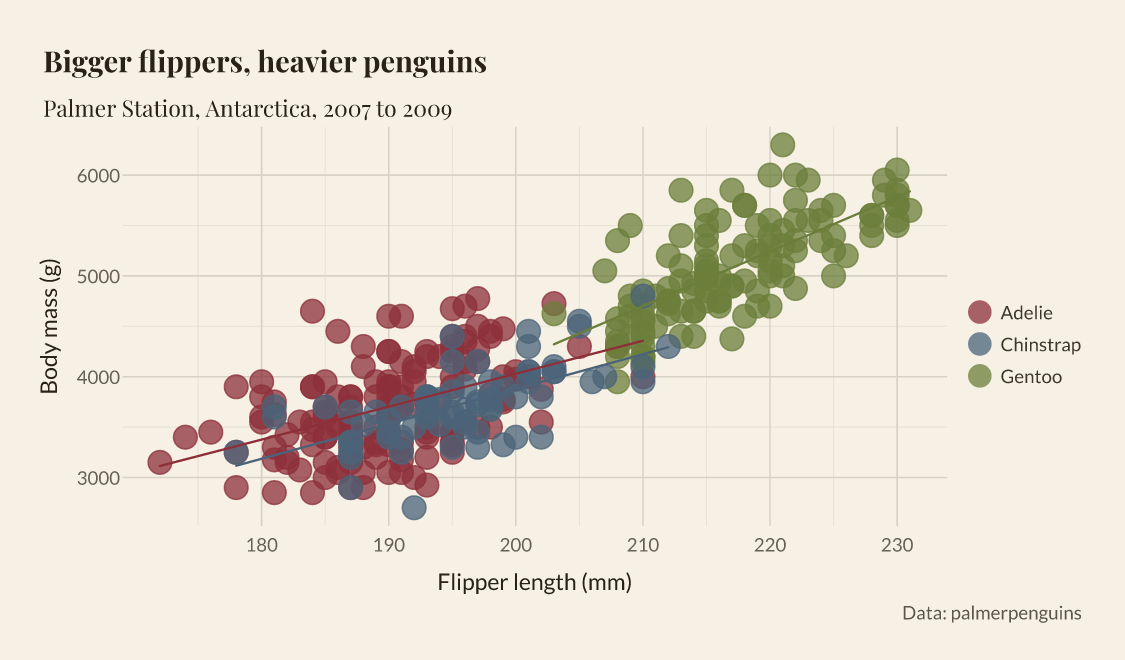 Bigger flippers, heavier penguins
Palmer Station, Antarctica, 2007 to 2009
Body mass (g)
6000
5000
4000
3000
180 190 200 210 220 230
Flipper length (mm)
Adelie
Chinstrap
Gentoo
Data: palmerpenguins